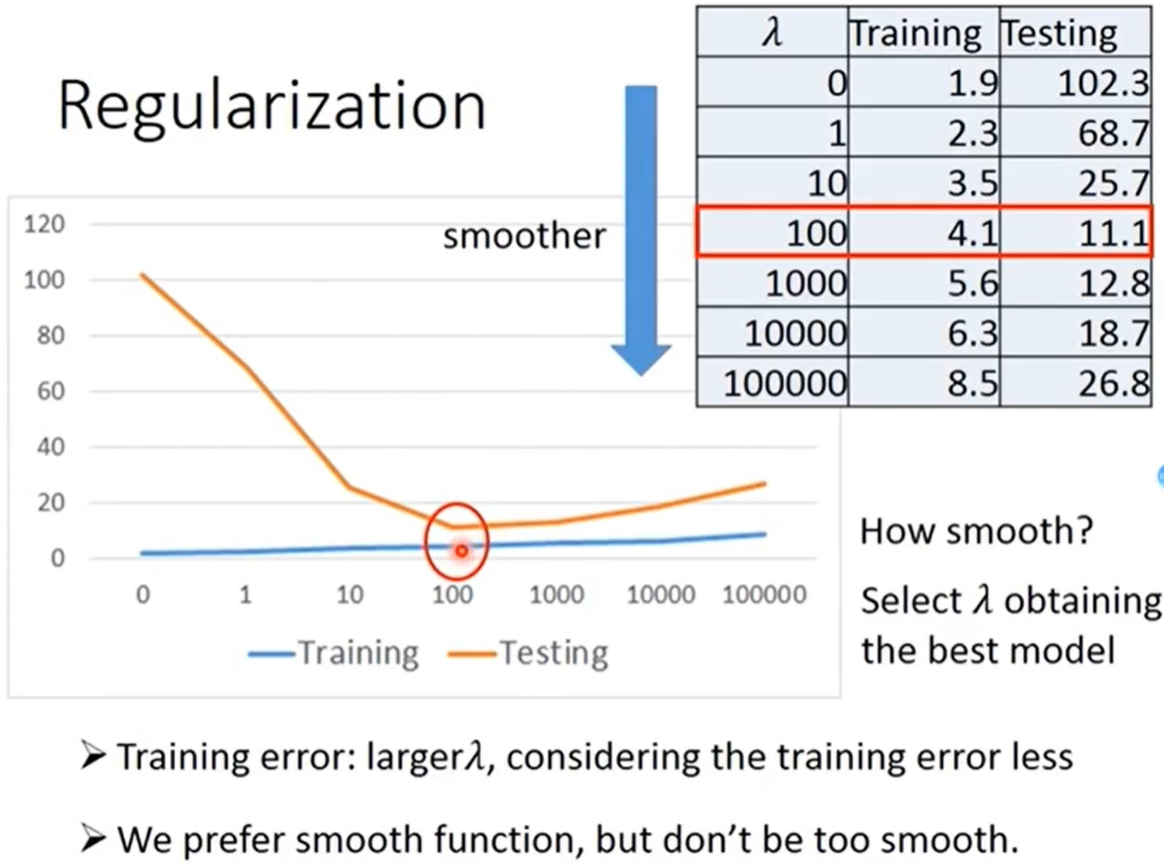 Regularization
smoother
λ Training Testing
0 1.9 102.3
1 2.3 68.7
10 3.5 25.7
100 4.1 11.1
1000 5.6 12.8
10000 6.3 18.7
100000 8.5 26.8
120
100
80
60
40
20
0
0 1 10 100 1000 10000 100000
Training Testing
How smooth?
Select λ obtaining
the best model
➤ Training error: largerλ, considering the training error less
➤ We prefer smooth function, but don't be too smooth.